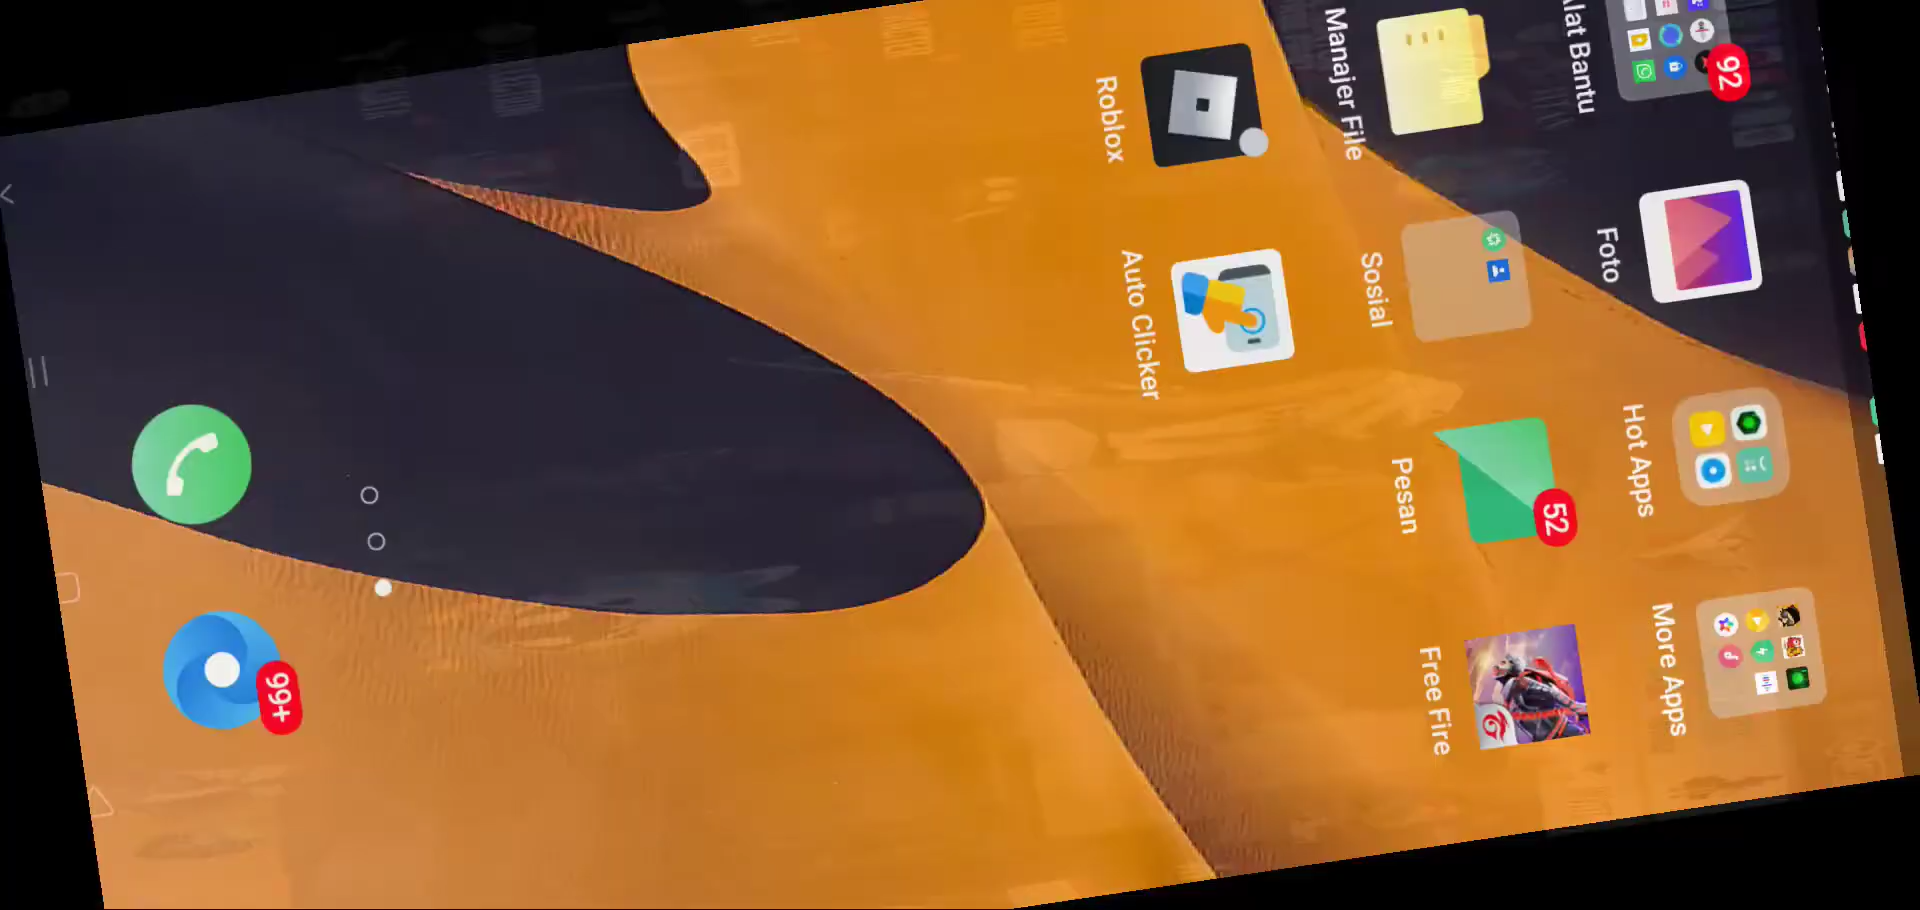 92
Alat Bantu
Foto
Hot Apps
More Apps
52
Manajer File
Sosial
Pesan
Free Fire
Roblox
Auto Clicker
99+